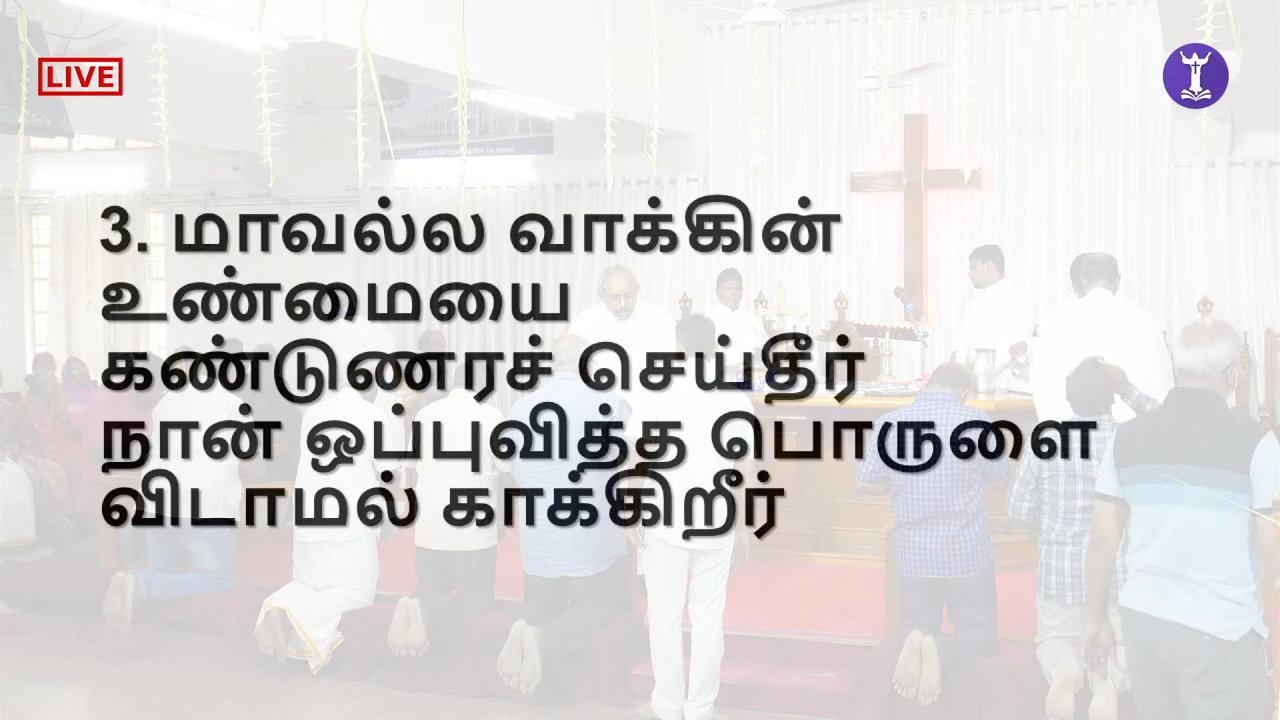 LIVE
3. மாவல்ல வாக்கின்
உண்மையை
கண்டுணரச் செய்தீர்
நான் ஒப்புவித்த பொருளை
விடாமல் காக்கிறீர்